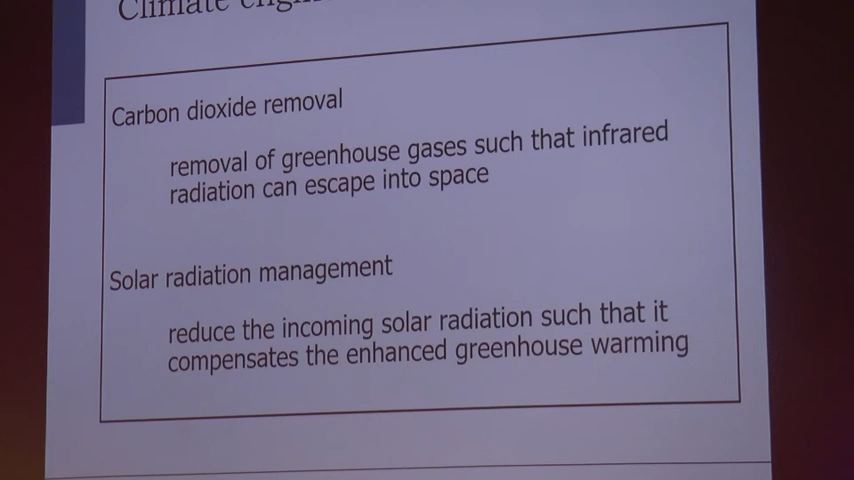 Climate
Carbon dioxide removal
removal of greenhouse gases such that infrared
radiation can escape into space
Solar radiation management
reduce the incoming solar radiation such that it
compensates the enhanced greenhouse warming